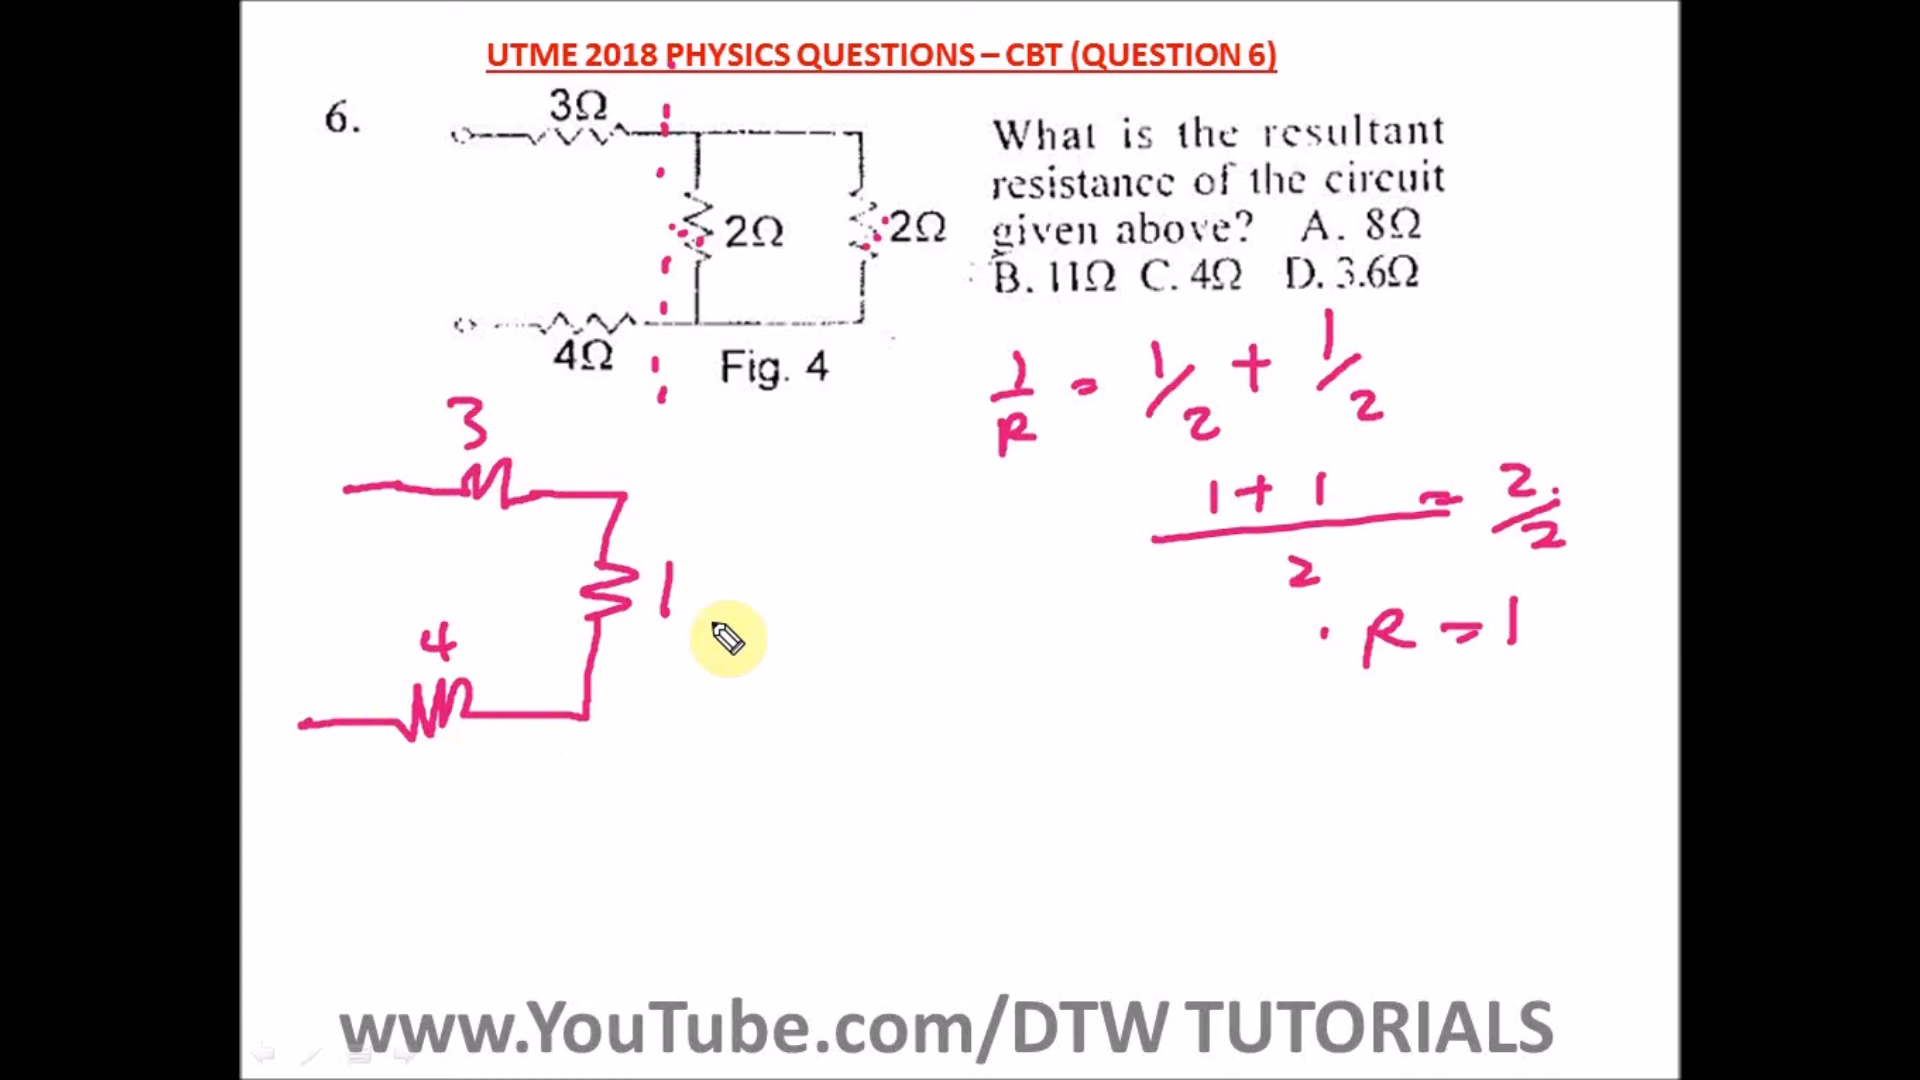 UTME 2018 PHYSICS QUESTIONS – CBT (QUESTION 6)
6.
3Ω
2Ω
2Ω
4Ω
Fig. 4
What is the resultant
resistance of the circuit
given above? A. 8Ω
B. 11Ω C. 4Ω D. 3.6Ω
1/R = 1/2 + 1/2
1 + 1 = 2/2
2
R = 1
3
1
4
www.YouTube.com/DTW TUTORIALS